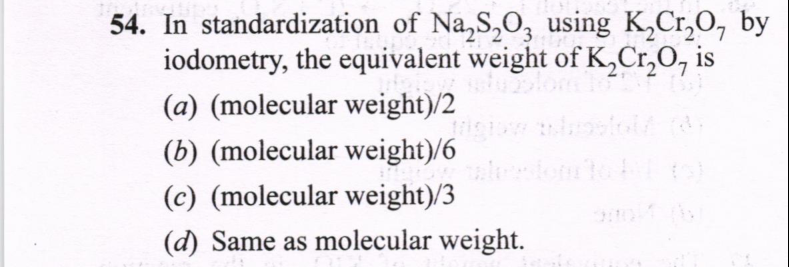 54. In standardization of Na₂S₂O₃ using K₂Cr₂O₇ by
iodometry, the equivalent weight of K₂Cr₂O₇ is
(a) (molecular weight)/2
(b) (molecular weight)/6
(c) (molecular weight)/3
(d) Same as molecular weight.